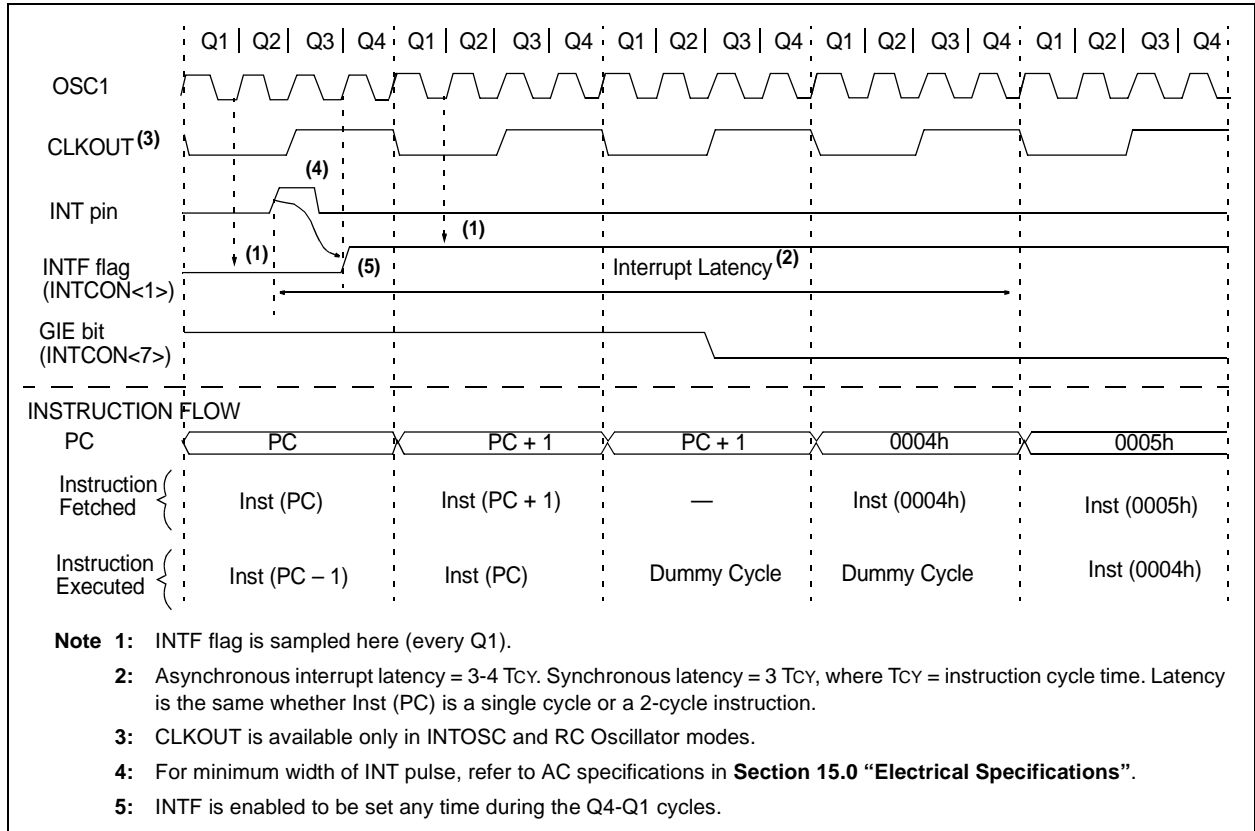 Q1 | Q2 | Q3 | Q4 Q1 | Q2 | Q3 | Q4 Q1 | Q2 | Q3 | Q4 Q1 | Q2 | Q3 | Q4 Q1 | Q2 | Q3 | Q4
OSC1
CLKOUT (3)
(4)
INT pin
(1)
(1)
INTF flag
(INTCON<1>)
(5)
Interrupt Latency (2)
GIE bit
(INTCON<7>)
INSTRUCTION FLOW
PC PC PC + 1 PC + 1 0004h 0005h
Instruction
Fetched
Inst (PC) Inst (PC + 1) — Inst (0004h) Inst (0005h)
Instruction
Executed
Inst (PC – 1) Inst (PC) Dummy Cycle Dummy Cycle Inst (0004h)
Note 1: INTF flag is sampled here (every Q1).
2: Asynchronous interrupt latency = 3-4 TCY. Synchronous latency = 3 TCY, where TCY = instruction cycle time. Latency
is the same whether Inst (PC) is a single cycle or a 2-cycle instruction.
3: CLKOUT is available only in INTOSC and RC Oscillator modes.
4: For minimum width of INT pulse, refer to AC specifications in Section 15.0 “Electrical Specifications”.
5: INTF is enabled to be set any time during the Q4-Q1 cycles.